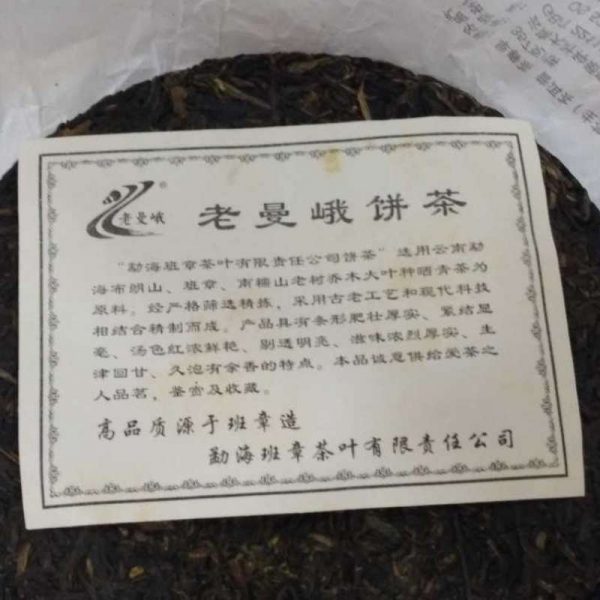 老曼峨
®
老曼峨饼茶
“勐海班章茶叶有限责任公司饼茶”选用云南勐
海布朗山、班章、南糯山老树乔木大叶种晒青茶为
原料。经严格筛选精拣，采用古老工艺和现代科技
相结合精制而成。产品具有条形肥壮厚实、紧结显
毫、汤色红浓鲜艳、剔透明亮、滋味浓烈厚实、生
津回甘、久泡有余香的特点。本品诚意供给爱茶之
人品茗，鉴赏及收藏。
高品质源于班章造
勐海班章茶叶有限责任公司